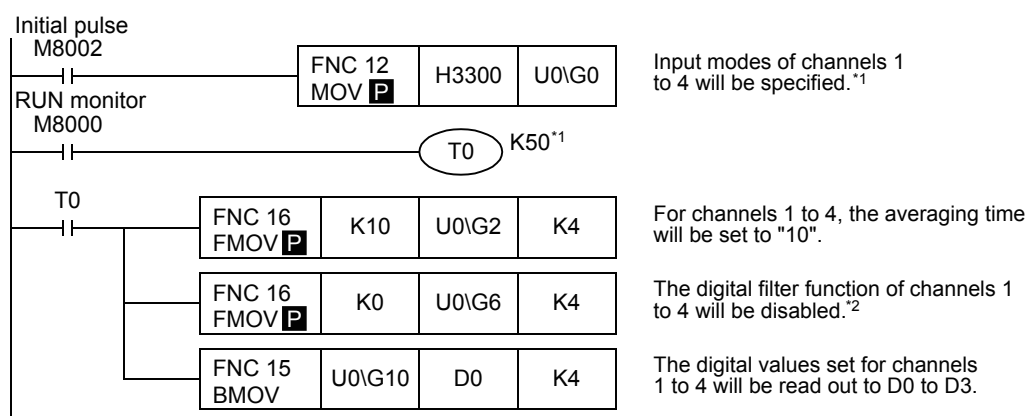 Initial pulse
M8002
FNC 12
MOV P
H3300
U0\G0
Input modes of channels 1
to 4 will be specified.*1
RUN monitor
M8000
T0
K50*1
T0
FNC 16
FMOV P
K10
U0\G2
K4
For channels 1 to 4, the averaging time
will be set to "10".
FNC 16
FMOV P
K0
U0\G6
K4
The digital filter function of channels 1
to 4 will be disabled.*2
FNC 15
BMOV
U0\G10
D0
K4
The digital values set for channels
1 to 4 will be read out to D0 to D3.